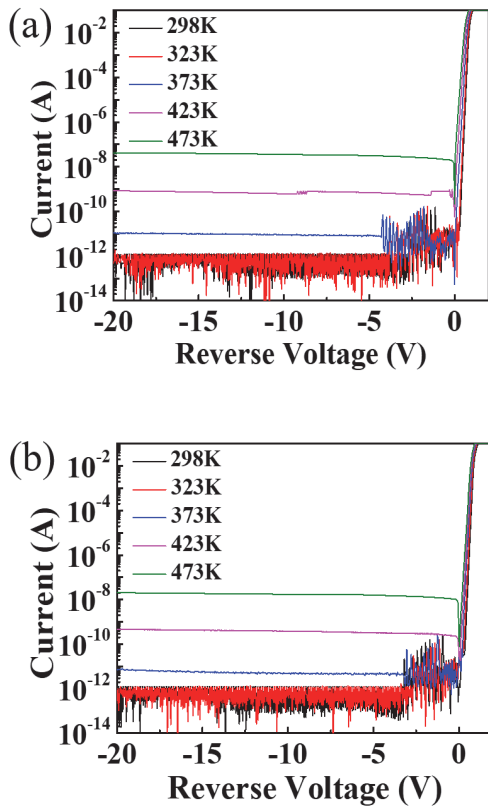 (a)
298K
323K
373K
423K
473K
Current (A)
10^-2
10^-4
10^-6
10^-8
10^-10
10^-12
10^-14
-20 -15 -10 -5 0
Reverse Voltage (V)
(b)
298K
323K
373K
423K
473K
Current (A)
10^-2
10^-4
10^-6
10^-8
10^-10
10^-12
10^-14
-20 -15 -10 -5 0
Reverse Voltage (V)